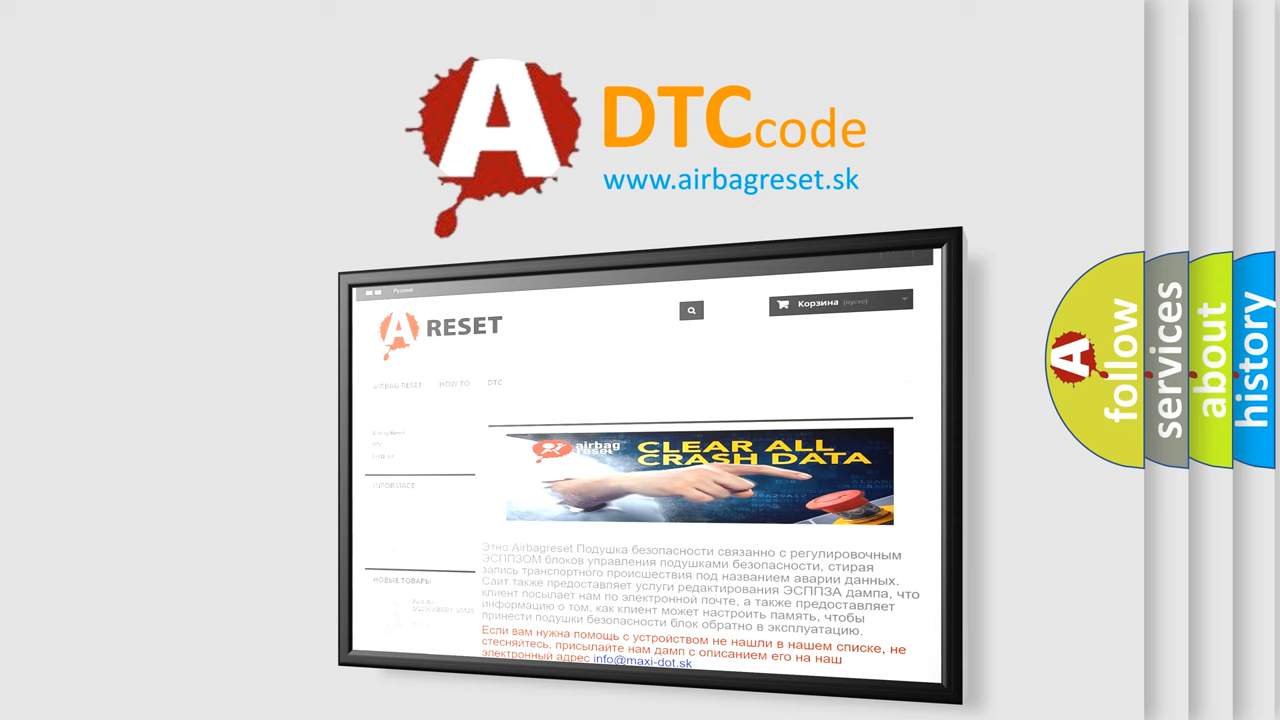 A DTCcode
www.airbagreset.sk
Русский
A RESET
Корзина (пусто)
AIRBAG RESET HOW TO DTC
INFORMACE
airbag
reset
CLEAR ALL
CRASH DATA
НОВЫЕ ТОВАРЫ
Этно Airbagreset Подушка безопасности связанно с регулировочным
ЭСППЗОМ блоков управления подушками безопасности, стирая
запись транспортного происшествия под названием аварии данных.
Сайт также предоставляет услуги редактирования ЭСППЗА дампа, что
клиент посылает нам по электронной почте, а также предоставляет
информацию о том, как клиент может настроить память, чтобы
принести подушки безопасности блок обратно в эксплуатацию.
Если вам нужна помощь с устройством не нашли в нашем списке, не
стесняйтесь, присылайте нам дамп с описанием его на наш
электронный адрес info@maxi-dot.sk
A
follow
services
about
history